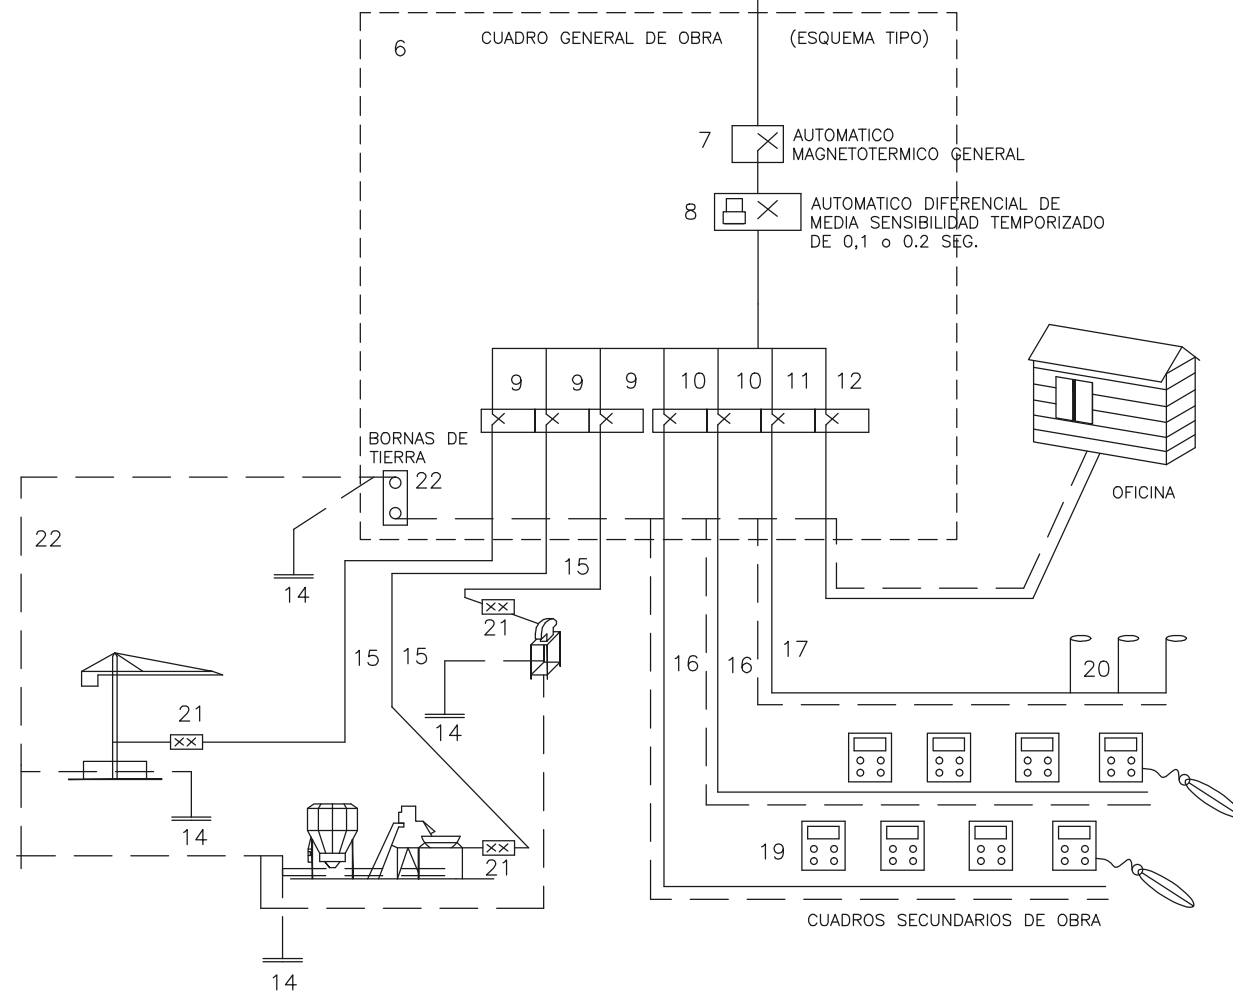 CUADRO GENERAL DE OBRA (ESQUEMA TIPO)
6
7
AUTOMATICO
MAGNETOTERMICO GENERAL
8
AUTOMATICO DIFERENCIAL DE
MEDIA SENSIBILIDAD TEMPORIZADO
DE 0,1 o 0.2 SEG.
9 9 9 10 10 11 12
BORNAS DE
TIERRA
22
OFICINA
22
15
14
21
15 15
16 16 17
20
21
14
14
19
21
CUADROS SECUNDARIOS DE OBRA
14